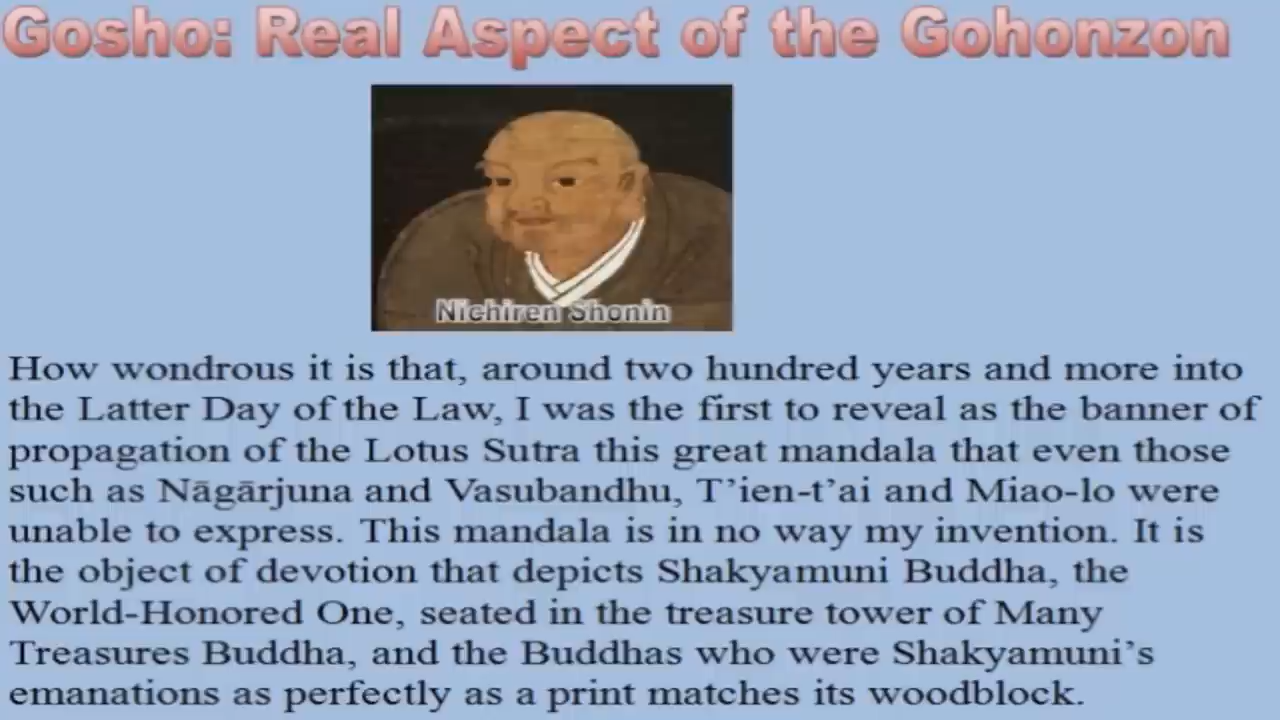 Gosho: Real Aspect of the Gohonzon
Nichiren Shonin
How wondrous it is that, around two hundred years and more into
the Latter Day of the Law, I was the first to reveal as the banner of
propagation of the Lotus Sutra this great mandala that even those
such as Nāgārjuna and Vasubandhu, T’ien-t’ai and Miao-lo were
unable to express. This mandala is in no way my invention. It is
the object of devotion that depicts Shakyamuni Buddha, the
World-Honored One, seated in the treasure tower of Many
Treasures Buddha, and the Buddhas who were Shakyamuni’s
emanations as perfectly as a print matches its woodblock.